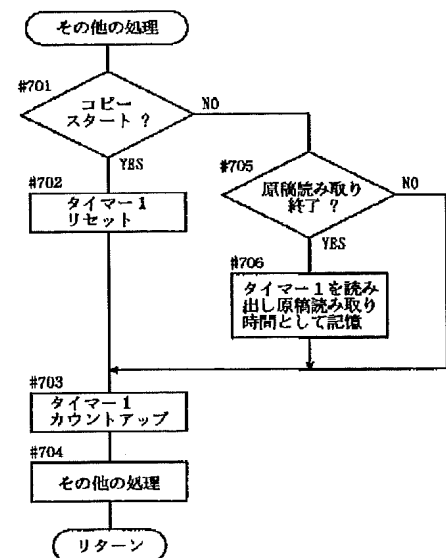 その他の処理
#701
コピー
スタート ?
NO
YES
#702
タイマー1
リセット
#705
原稿読み取り
終了 ?
NO
YES
#706
タイマー1を読み
出し原稿読み取り
時間として記憶
#703
タイマー1
カウントアップ
#704
その他の処理
リターン